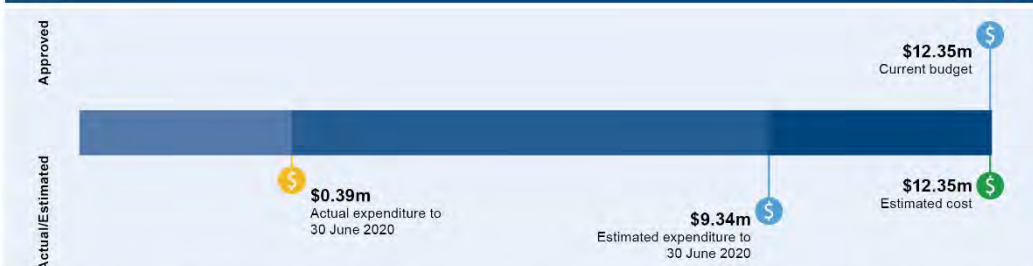 Approved
$12.35m
Current budget
Actual/Estimated
$0.39m
Actual expenditure to
30 June 2020
$9.34m
Estimated expenditure to
30 June 2020
$12.35m
Estimated cost